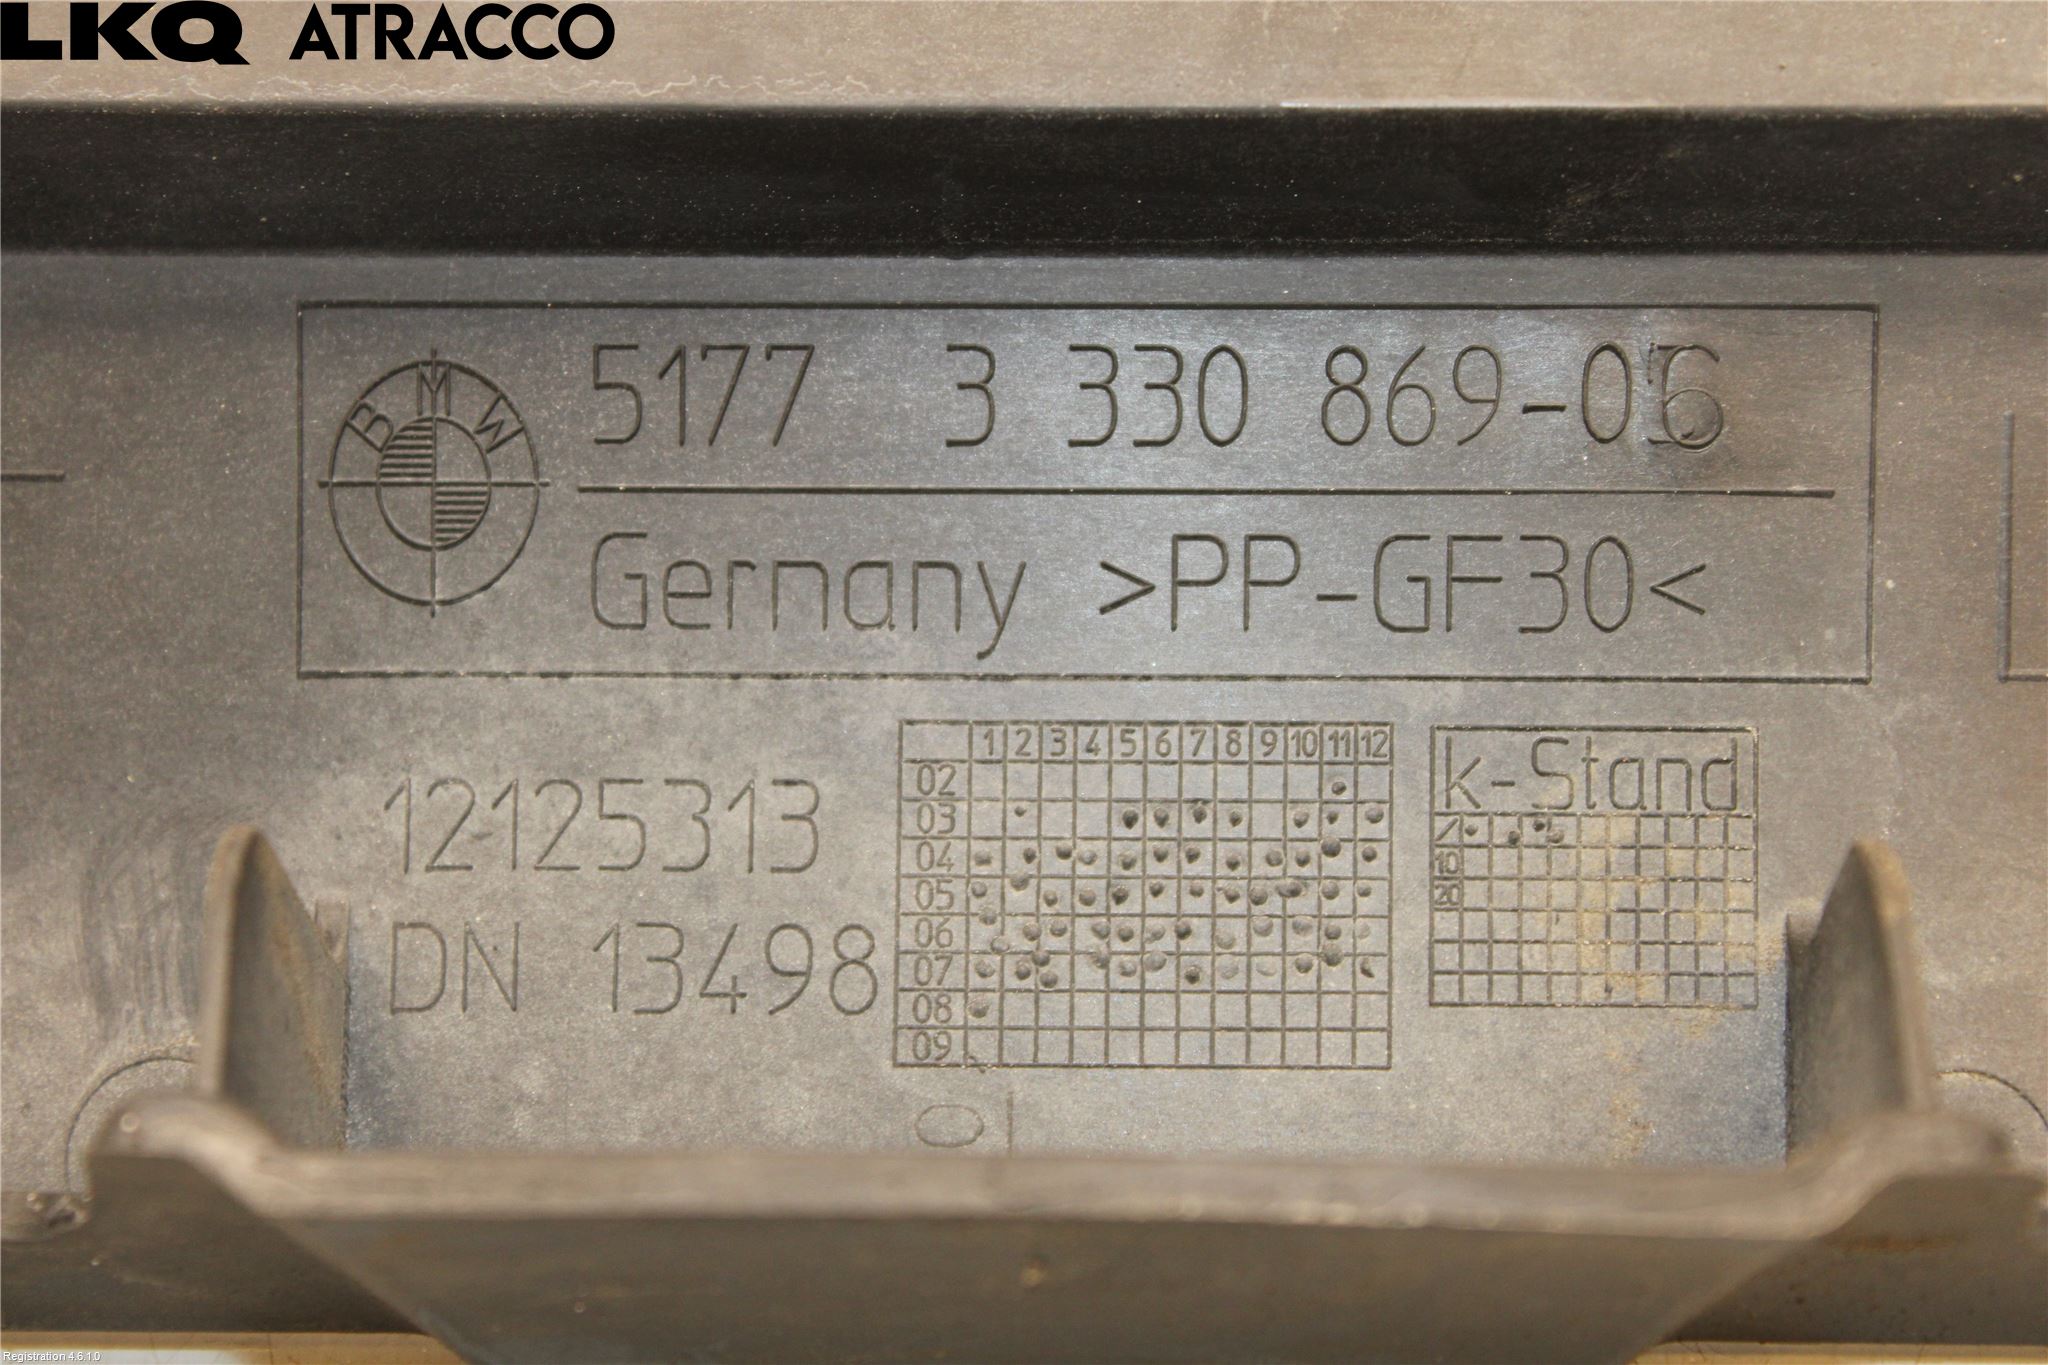 LKQ ATRACCO
BMW
5177 3 330 869-06
Gernany >PP-GF30<
12125313
DN 13498
1 2 3 4 5 6 7 8 9 10 11 12
02
03
04
05
06
07
08
09
k-Stand
/
10
20
0
Registration 4.6.1.0